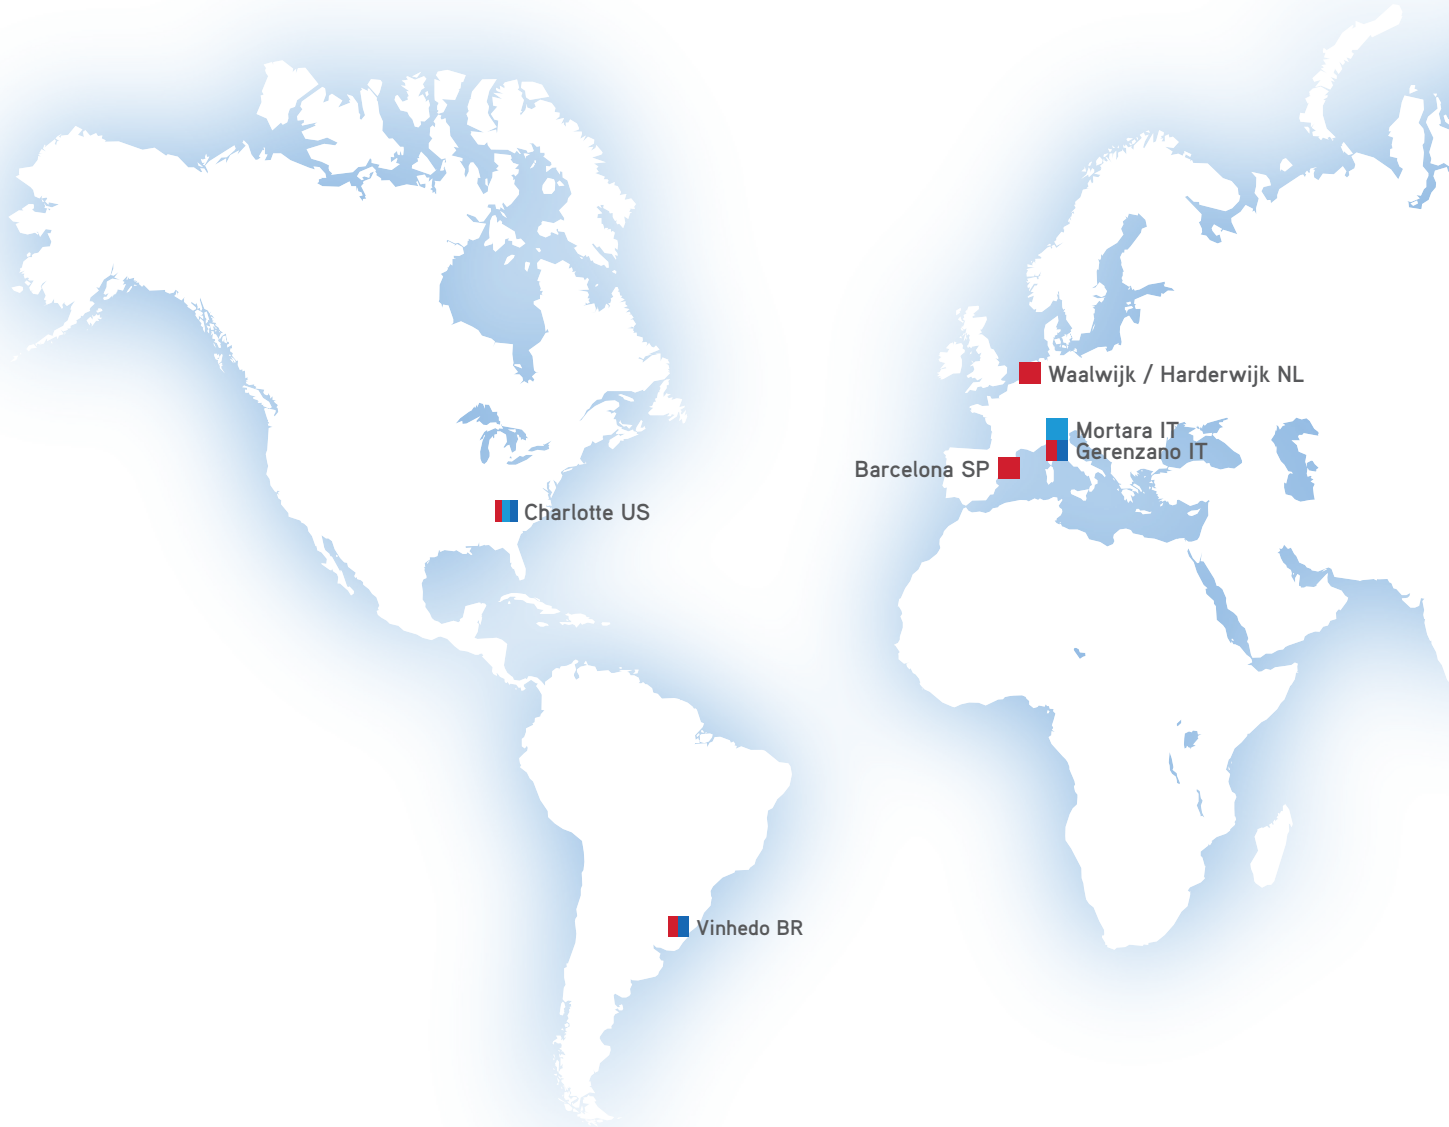 Waalwijk / Harderwijk NL
Mortara IT
Gerenzano IT
Barcelona SP
Charlotte US
Vinhedo BR